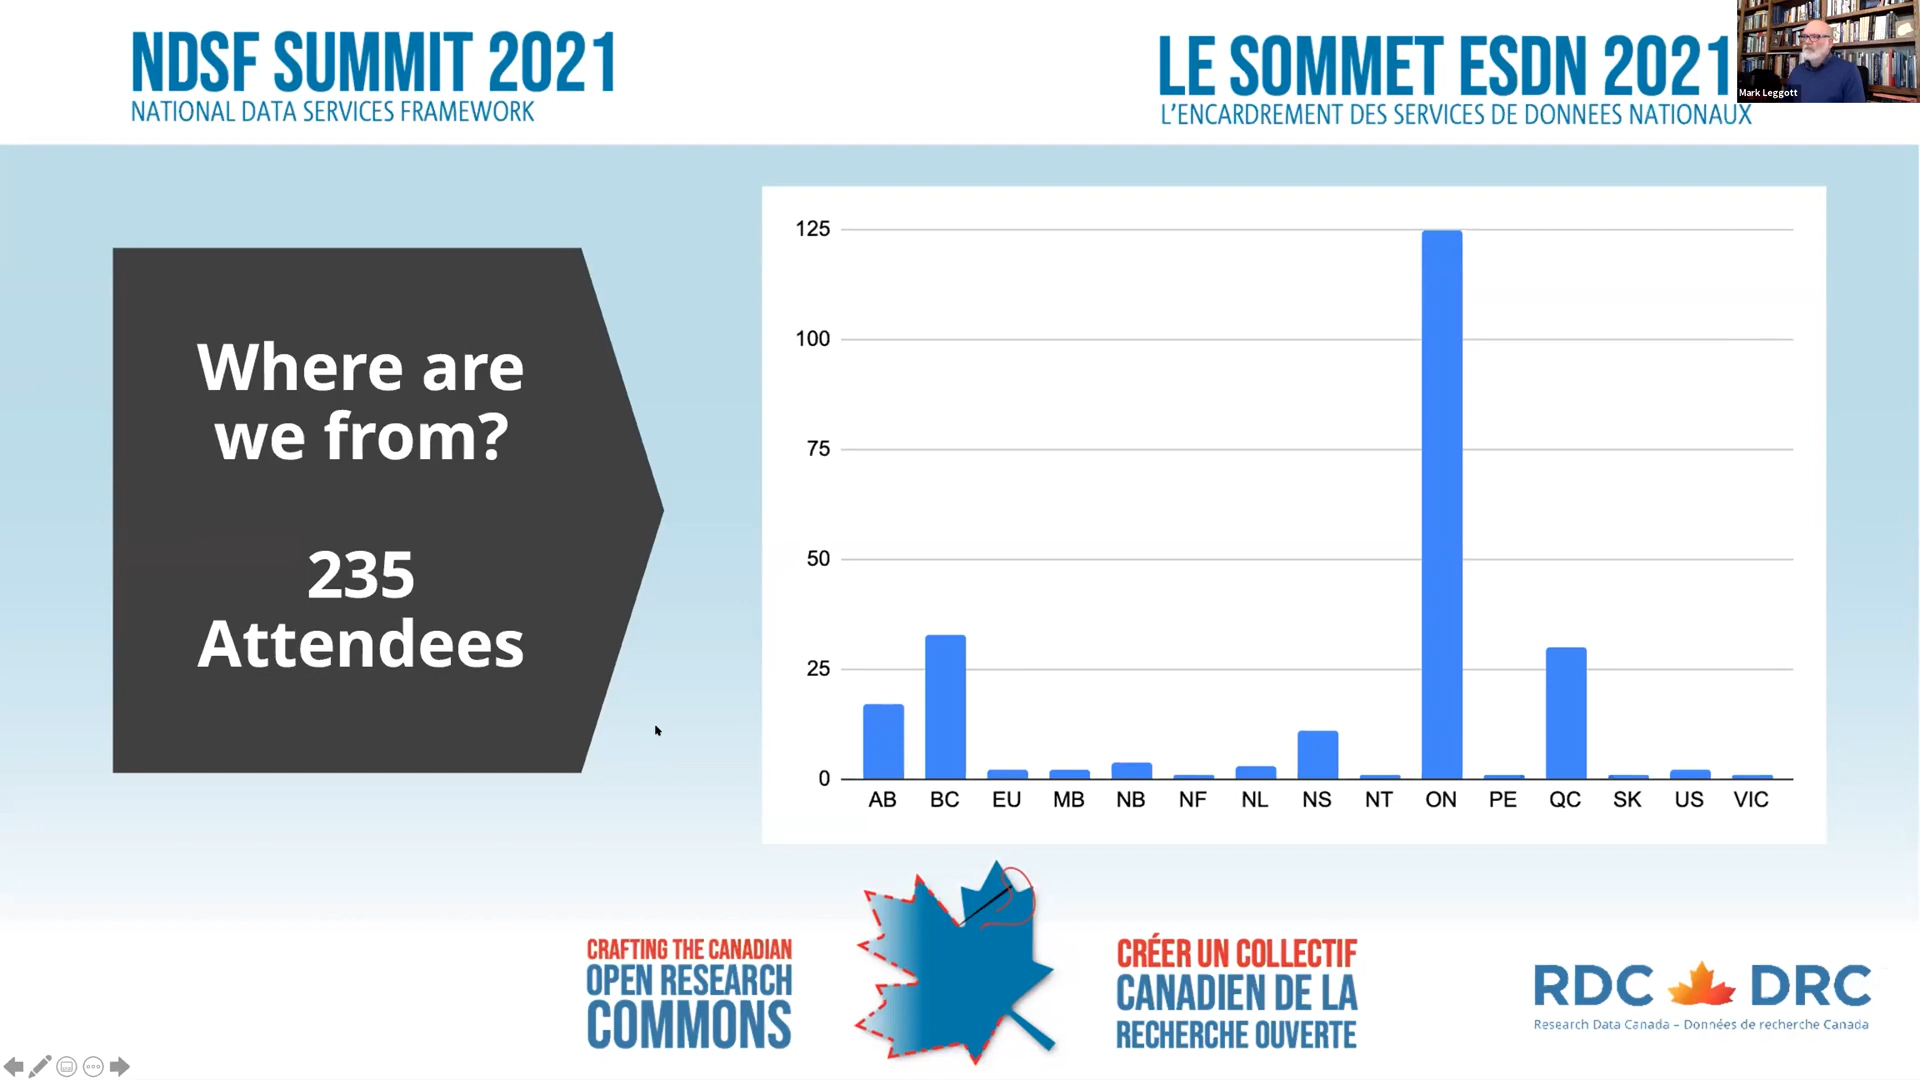 NDSF SUMMIT 2021
NATIONAL DATA SERVICES FRAMEWORK
LE SOMMET ESDN 2021
L'ENCARDREMENT DES SERVICES DE DONNEES NATIONAUX
Mark Leggott
Where are
we from?
235
Attendees
125
100
75
50
25
0
AB BC EU MB NB NF NL NS NT ON PE QC SK US VIC
CRAFTING THE CANADIAN
OPEN RESEARCH
COMMONS
CRÉER UN COLLECTIF
CANADIEN DE LA
RECHERCHE OUVERTE
RDC DRC
Research Data Canada – Données de recherche Canada